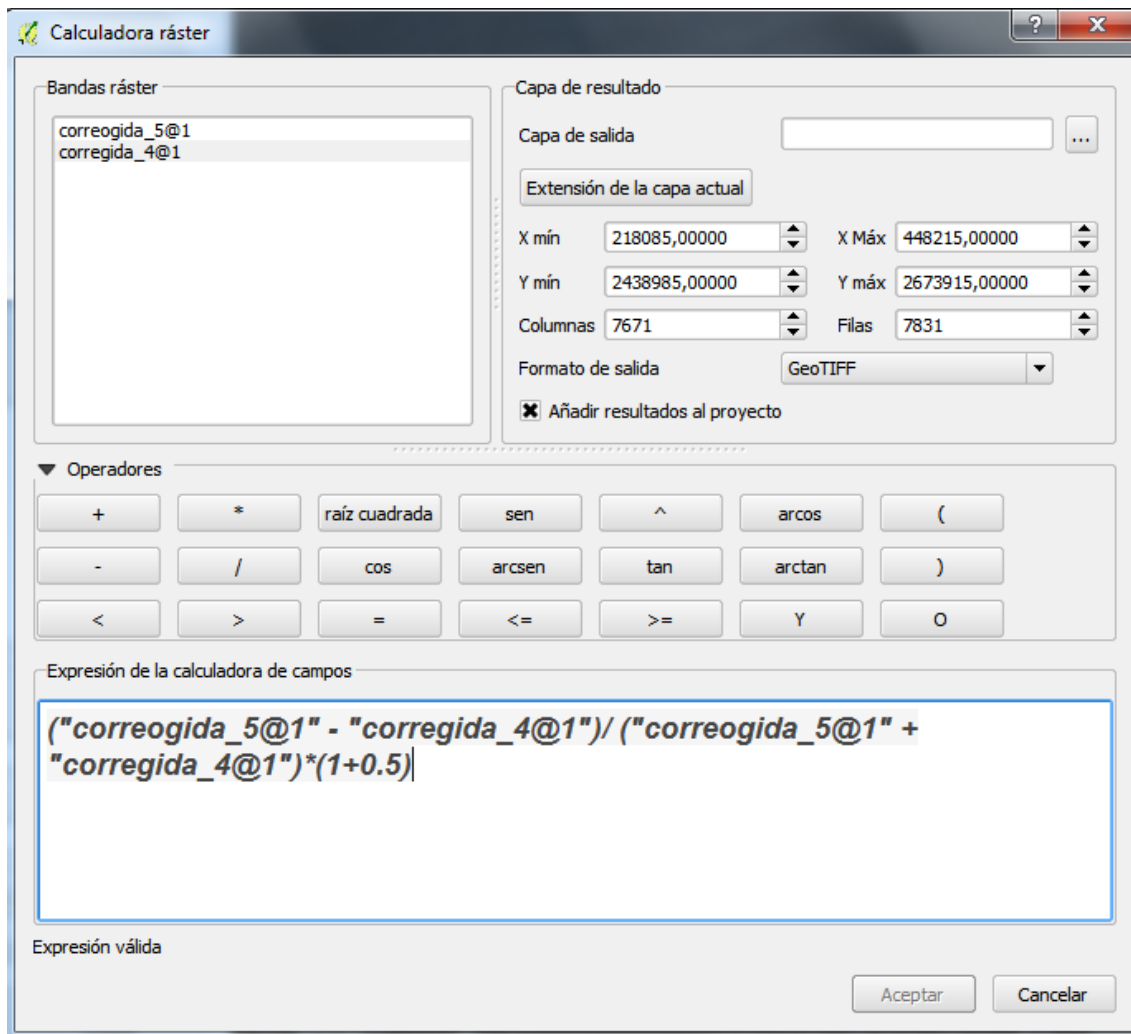 Calculadora ráster
?
X
Bandas ráster
correogida_5@1
corregida_4@1
Capa de resultado
Capa de salida
...
Extensión de la capa actual
X mín 218085,00000 X Máx 448215,00000
Y mín 2438985,00000 Y máx 2673915,00000
Columnas 7671 Filas 7831
Formato de salida GeoTIFF
Añadir resultados al proyecto
Operadores
+ * raíz cuadrada sen ^ arcos (
- / cos arcsen tan arctan )
< > = <= >= Y O
Expresión de la calculadora de campos
("correogida_5@1" - "corregida_4@1")/ ("correogida_5@1" +
"corregida_4@1")*(1+0.5)
Expresión válida
Aceptar Cancelar